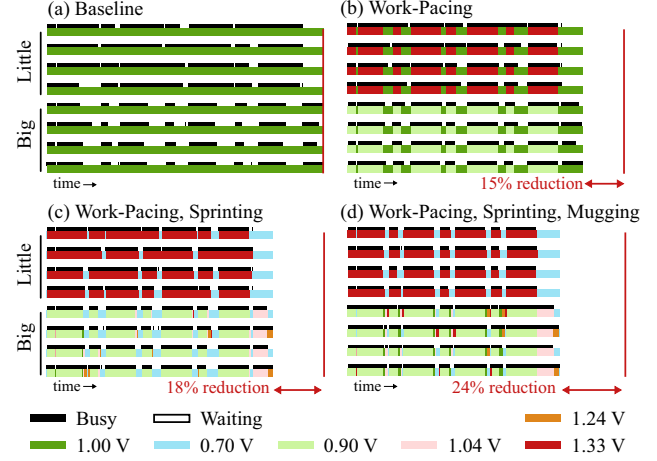 (a) Baseline
(b) Work-Pacing
Little
Big
time →
time →
15% reduction
(c) Work-Pacing, Sprinting
(d) Work-Pacing, Sprinting, Mugging
Little
Big
time →
18% reduction
time →
24% reduction
Busy
Waiting
1.24 V
1.00 V
0.70 V
0.90 V
1.04 V
1.33 V